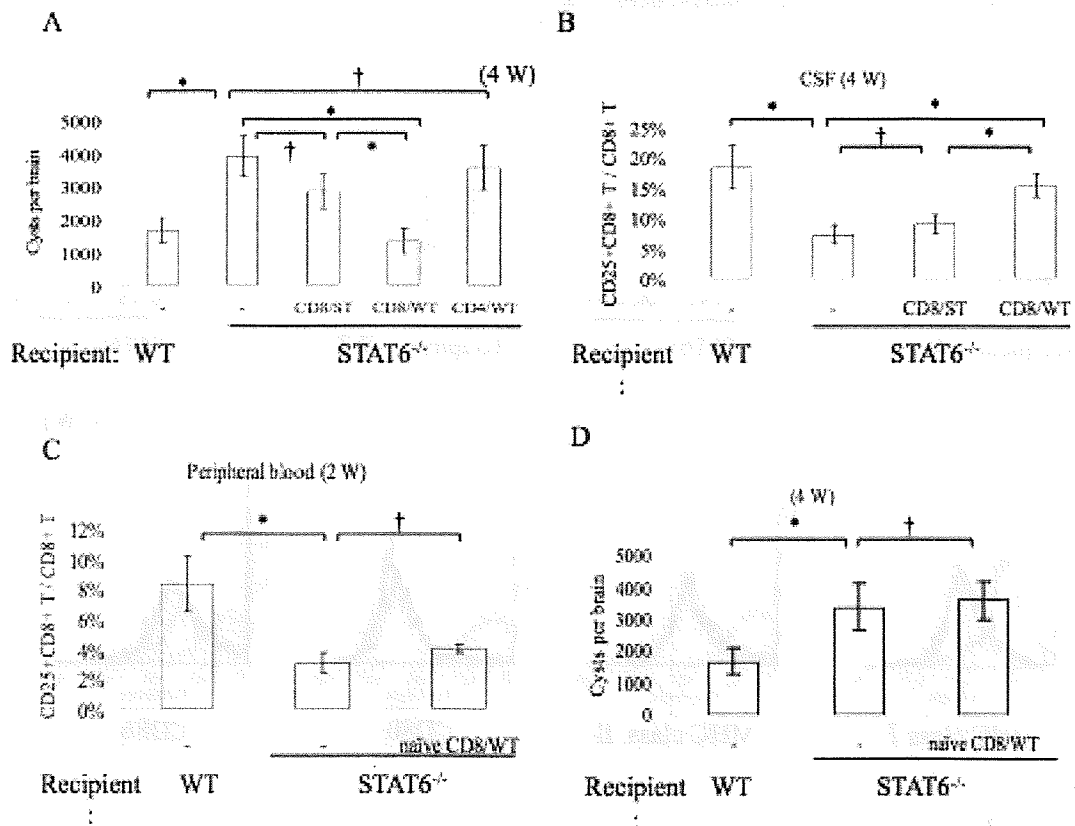 A
* † (4 W)
*
† *
5000
4000
3000
2000
1000
0
Cysts per brain
- - CD8/ST CD8/WT CD4/WT
Recipient: WT STAT6-/-
B
CSF (4 W)
* *
† *
25%
20%
15%
10%
5%
0%
CD25+CD8+ T / CD8+ T
- - CD8/ST CD8/WT
Recipient WT STAT6-/-
:
C
Peripheral blood (2 W)
* †
12%
10%
8%
6%
4%
2%
0%
CD25+CD8+ T / CD8+ T
- - naïve CD8/WT
Recipient WT STAT6-/-
:
D
(4 W)
* †
5000
4000
3000
2000
1000
0
Cysts per brain
- - naïve CD8/WT
Recipient WT STAT6-/-
: